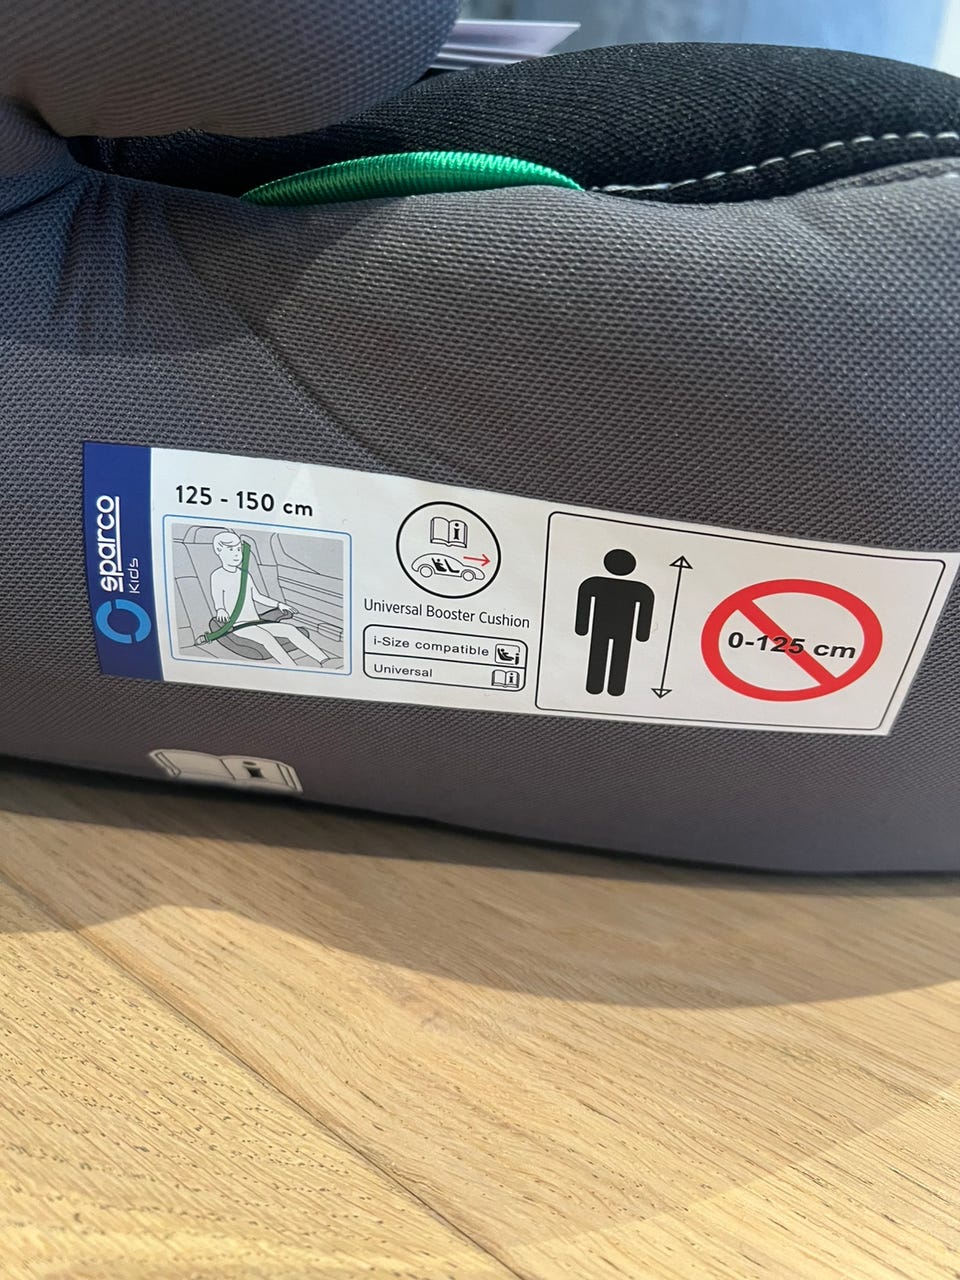 sparco
Kids
125 - 150 cm
Universal Booster Cushion
i-Size compatible
Universal
0-125 cm